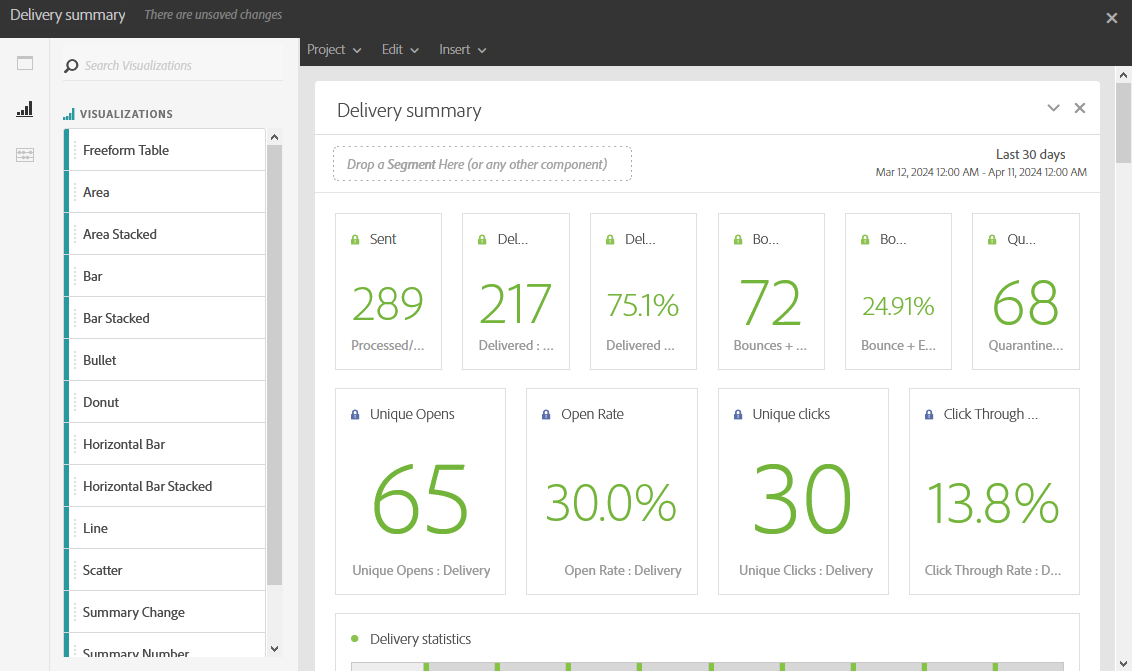 Delivery summary There are unsaved changes
Project Edit Insert
Search Visualizations
VISUALIZATIONS
Freeform Table
Area
Area Stacked
Bar
Bar Stacked
Bullet
Donut
Horizontal Bar
Horizontal Bar Stacked
Line
Scatter
Summary Change
Summary Number
Delivery summary
Drop a Segment Here (or any other component)
Last 30 days
Mar 12, 2024 12:00 AM - Apr 11, 2024 12:00 AM
Sent
289
Processed/...
Del...
217
Delivered : ...
Del...
75.1%
Delivered ...
Bo...
72
Bounces + ...
Bo...
24.91%
Bounce + E...
Qu...
68
Quarantine...
Unique Opens
65
Unique Opens : Delivery
Open Rate
30.0%
Open Rate : Delivery
Unique clicks
30
Unique Clicks : Delivery
Click Through ...
13.8%
Click Through Rate : D...
Delivery statistics